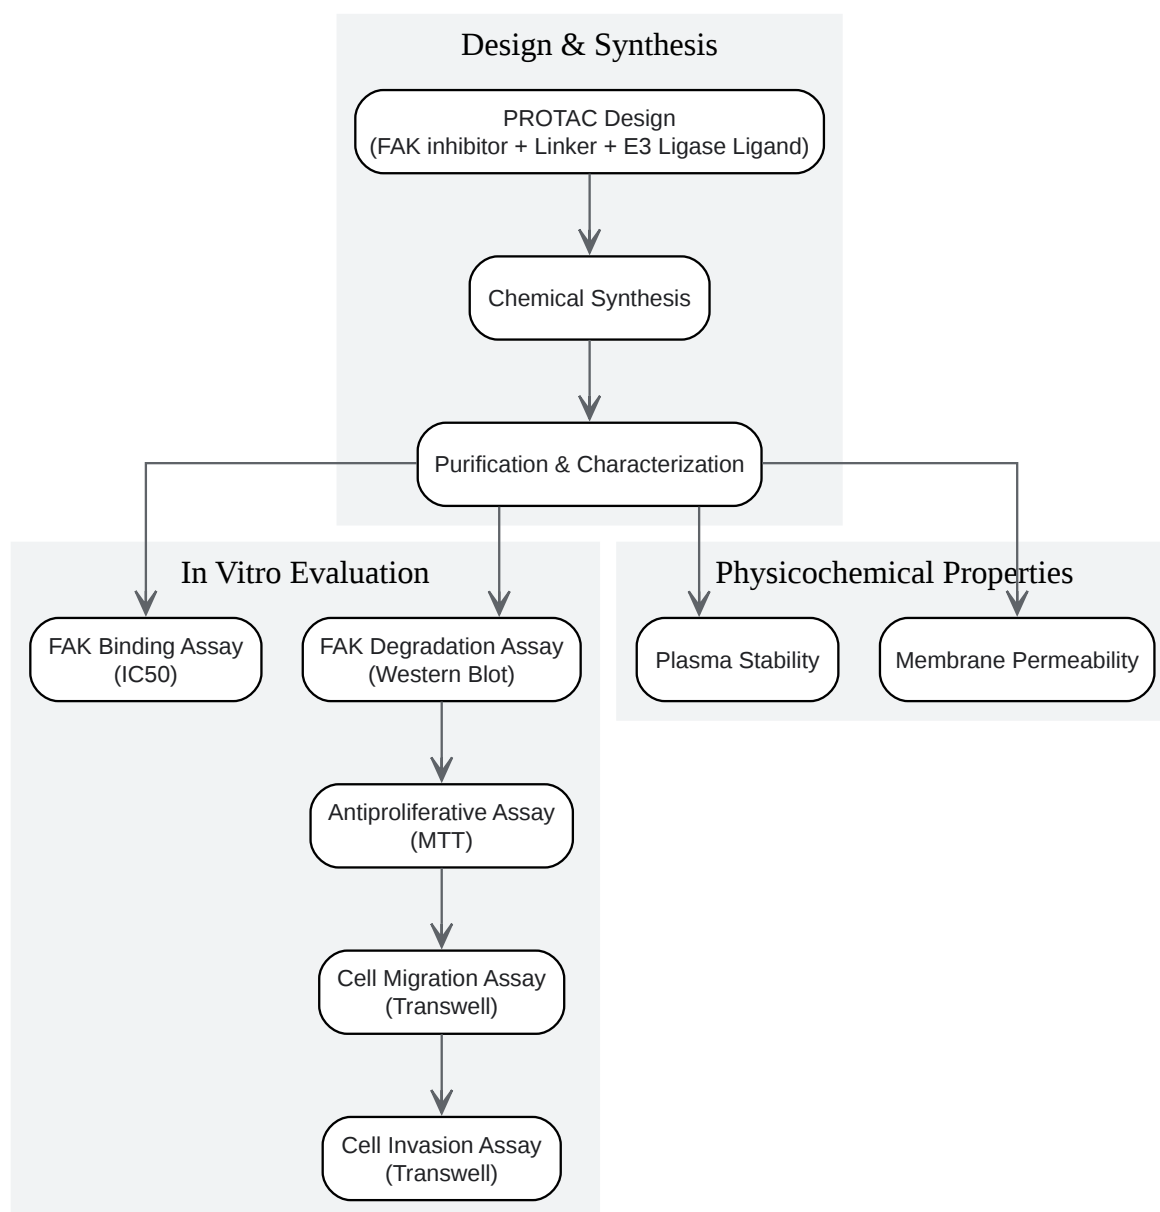 Design & Synthesis
PROTAC Design
(FAK inhibitor + Linker + E3 Ligase Ligand)
Chemical Synthesis
Purification & Characterization
In Vitro Evaluation
Physicochemical Properties
FAK Binding Assay
(IC50)
FAK Degradation Assay
(Western Blot)
Plasma Stability
Membrane Permeability
Antiproliferative Assay
(MTT)
Cell Migration Assay
(Transwell)
Cell Invasion Assay
(Transwell)